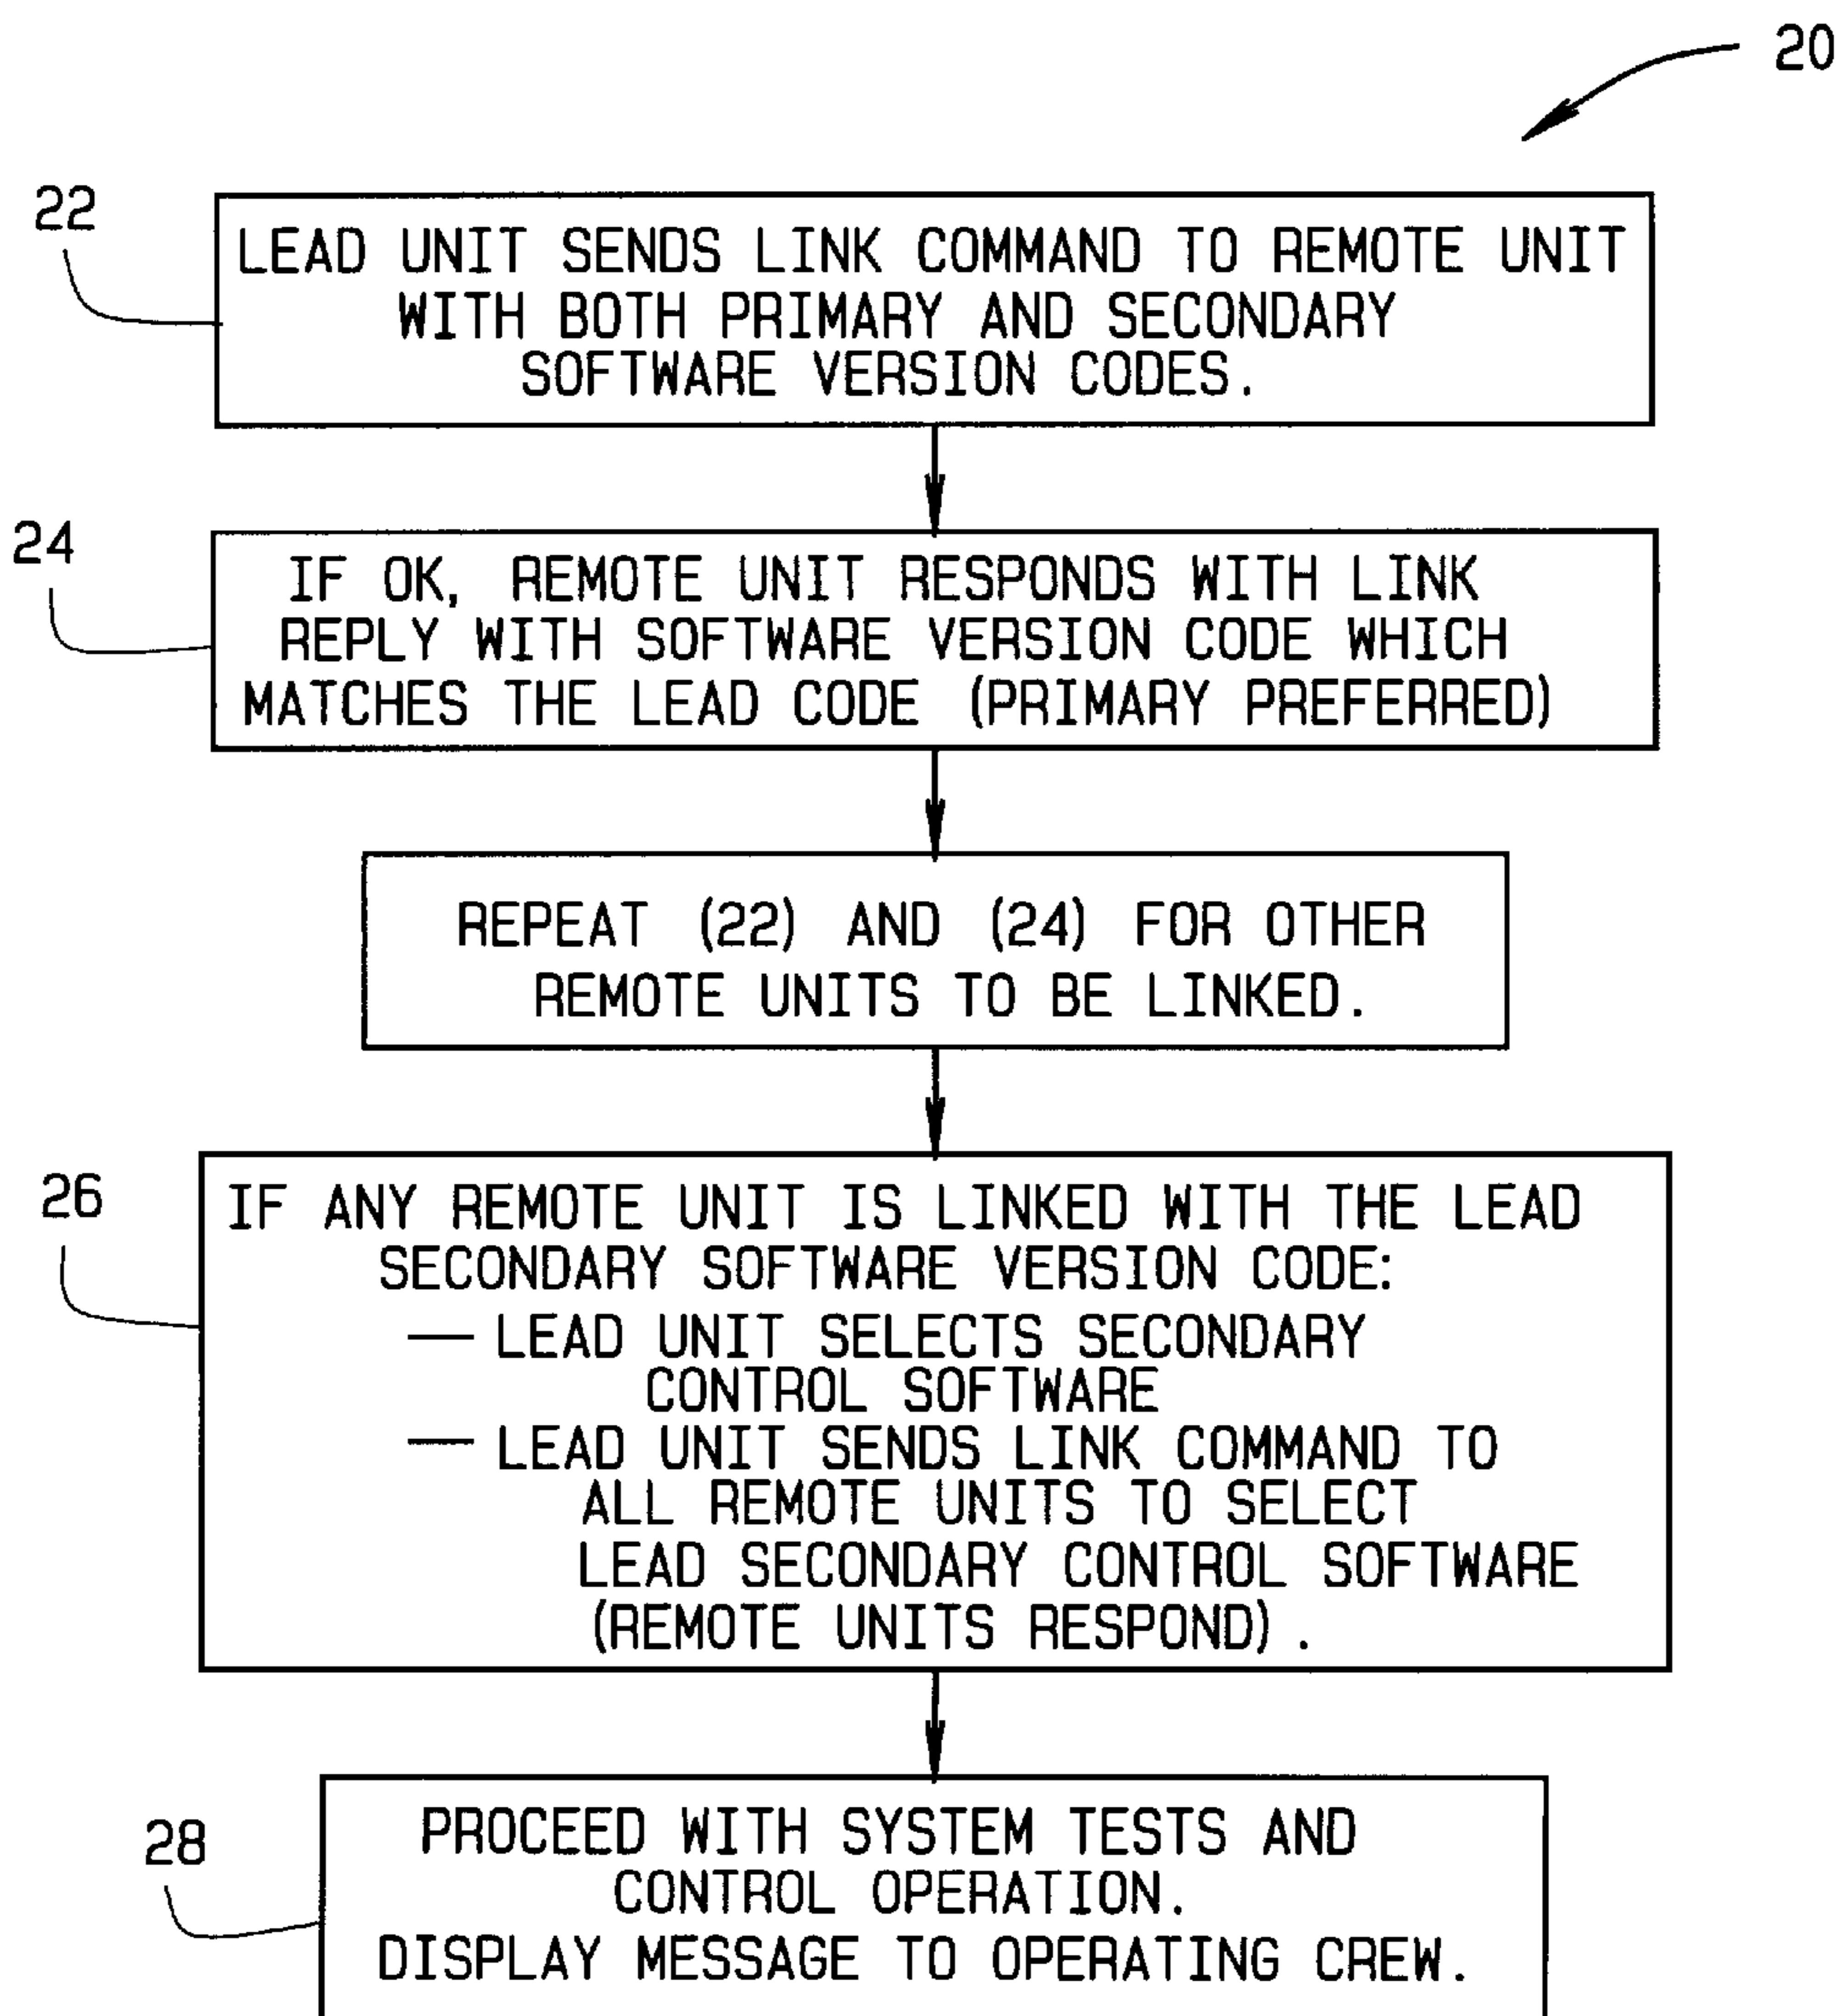 20
22
LEAD UNIT SENDS LINK COMMAND TO REMOTE UNIT
WITH BOTH PRIMARY AND SECONDARY
SOFTWARE VERSION CODES.
24
IF OK, REMOTE UNIT RESPONDS WITH LINK
REPLY WITH SOFTWARE VERSION CODE WHICH
MATCHES THE LEAD CODE (PRIMARY PREFERRED)
REPEAT (22) AND (24) FOR OTHER
REMOTE UNITS TO BE LINKED.
26
IF ANY REMOTE UNIT IS LINKED WITH THE LEAD
SECONDARY SOFTWARE VERSION CODE:
— LEAD UNIT SELECTS SECONDARY
CONTROL SOFTWARE
— LEAD UNIT SENDS LINK COMMAND TO
ALL REMOTE UNITS TO SELECT
LEAD SECONDARY CONTROL SOFTWARE
(REMOTE UNITS RESPOND).
28
PROCEED WITH SYSTEM TESTS AND
CONTROL OPERATION.
DISPLAY MESSAGE TO OPERATING CREW.